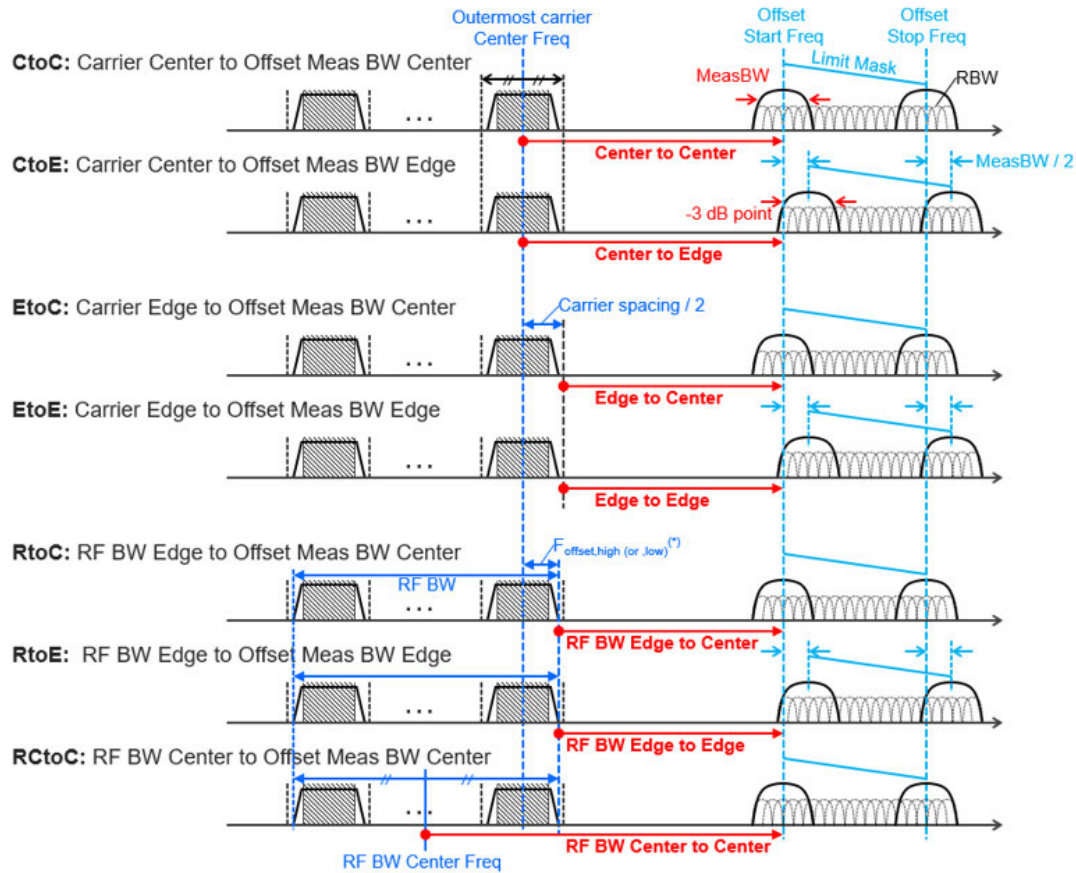 Outermost carrier
Center Freq
Offset
Start Freq
Offset
Stop Freq
CtoC: Carrier Center to Offset Meas BW Center
Limit Mask
MeasBW
RBW
...
Center to Center
CtoE: Carrier Center to Offset Meas BW Edge
MeasBW / 2
-3 dB point
...
Center to Edge
EtoC: Carrier Edge to Offset Meas BW Center
Carrier spacing / 2
...
Edge to Center
EtoE: Carrier Edge to Offset Meas BW Edge
...
Edge to Edge
RtoC: RF BW Edge to Offset Meas BW Center
Foffset,high (or ,low)(*)
RF BW
...
RF BW Edge to Center
RtoE: RF BW Edge to Offset Meas BW Edge
...
RF BW Edge to Edge
RCtoC: RF BW Center to Offset Meas BW Center
...
RF BW Center to Center
RF BW Center Freq